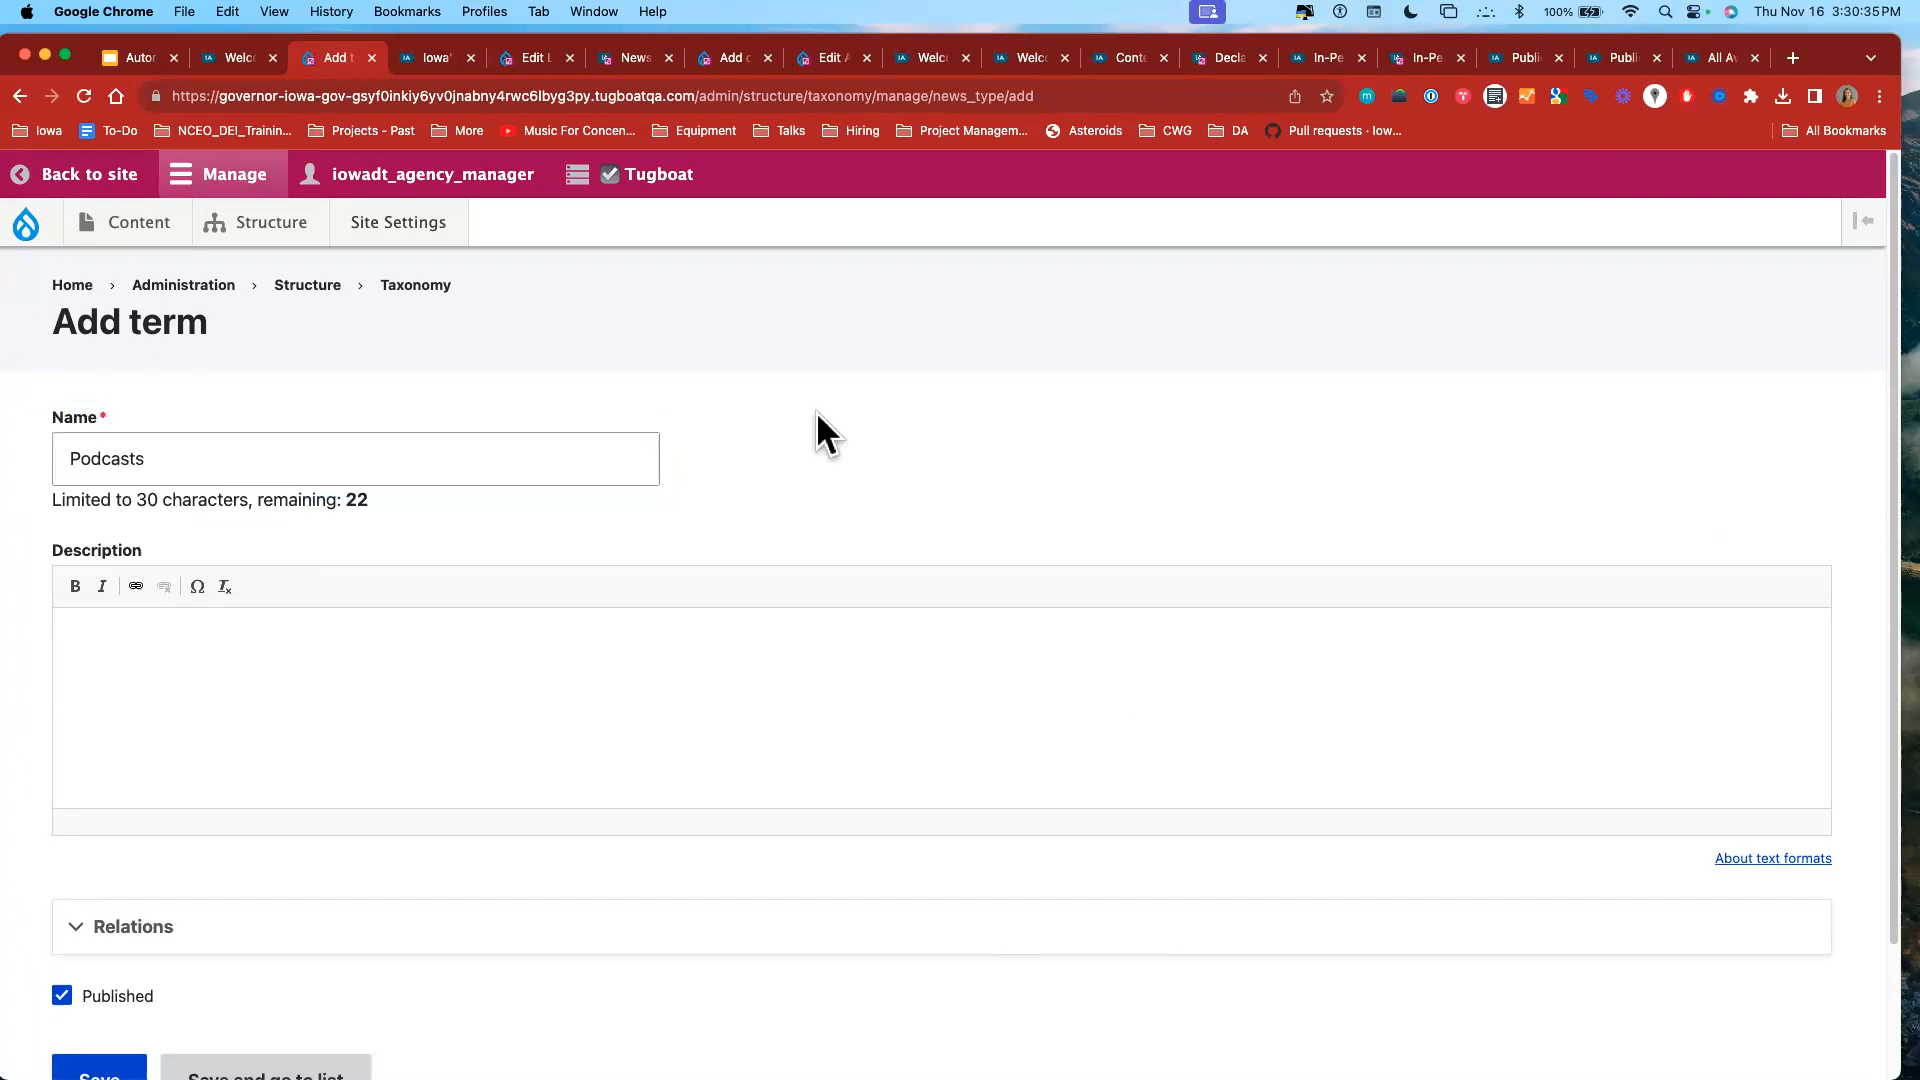 Google Chrome File Edit View History Bookmarks Profiles Tab Window Help 100% Thu Nov 16 3:30:35 PM
Autor Welc Add t Iowa' Edit L News Add c Edit A Welc Welc Conte Decla In-Pe In-Pe Publi Publi All Av
https://governor-iowa-gov-gsyf0inkiy6yv0jnabny4rwc6lbyg3py.tugboatqa.com/admin/structure/taxonomy/manage/news_type/add
Iowa To-Do NCEO_DEI_Trainin... Projects - Past More Music For Concen... Equipment Talks Hiring Project Managem... Asteroids CWG DA Pull requests · Iow... All Bookmarks
Back to site Manage iowadt_agency_manager Tugboat
Content Structure Site Settings
Home › Administration › Structure › Taxonomy
Add term
Name*
Podcasts
Limited to 30 characters, remaining: 22
Description
B I Ω Ix
About text formats
Relations
Published
Save Save and go to list